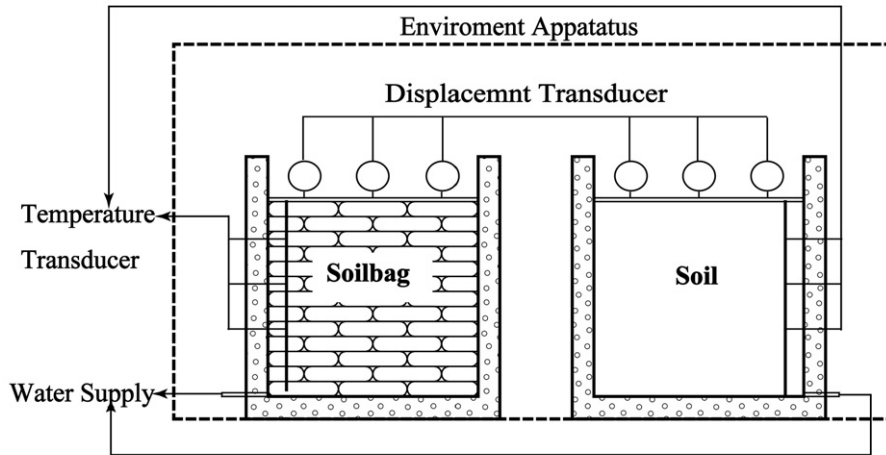 Enviroment Appatatus
Displacemnt Transducer
Temperature
Transducer
Soilbag
Soil
Water Supply